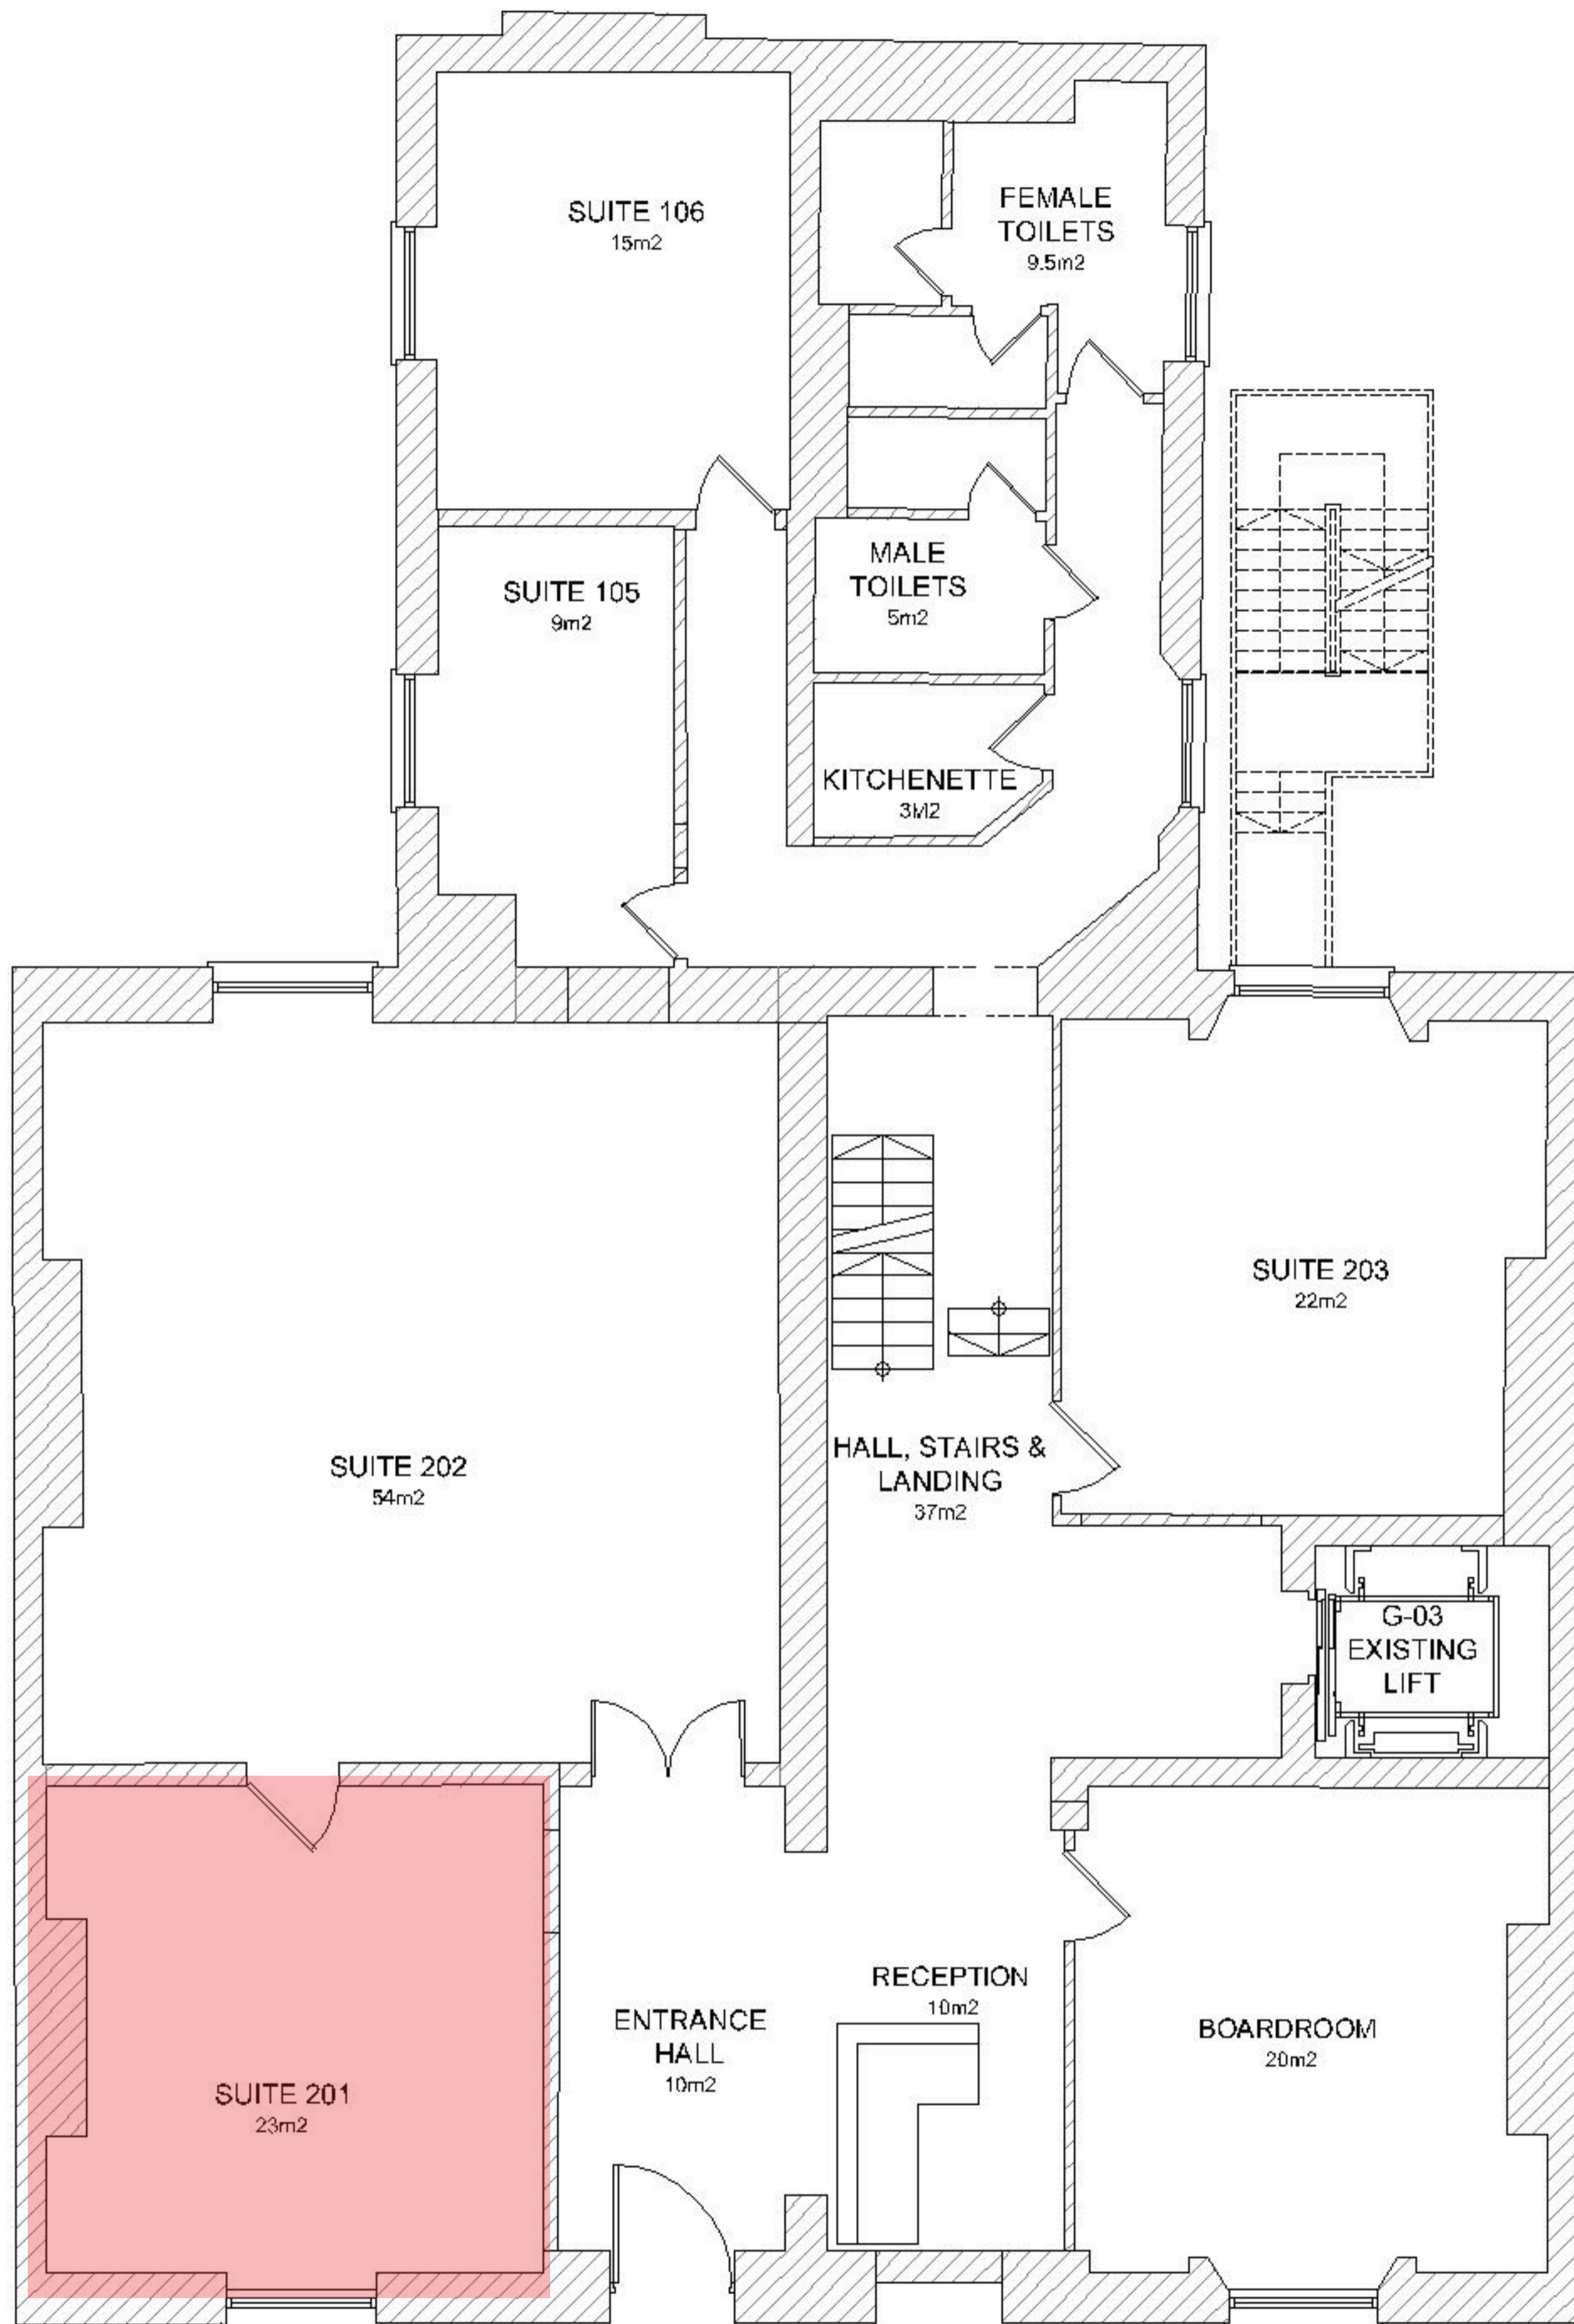 SUITE 106
15m2
FEMALE
TOILETS
9.5m2
SUITE 105
9m2
MALE
TOILETS
5m2
KITCHENETTE
3M2
SUITE 203
22m2
SUITE 202
54m2
HALL, STAIRS &
LANDING
37m2
G-03
EXISTING
LIFT
RECEPTION
10m2
ENTRANCE
HALL
10m2
BOARDROOM
20m2
SUITE 201
23m2